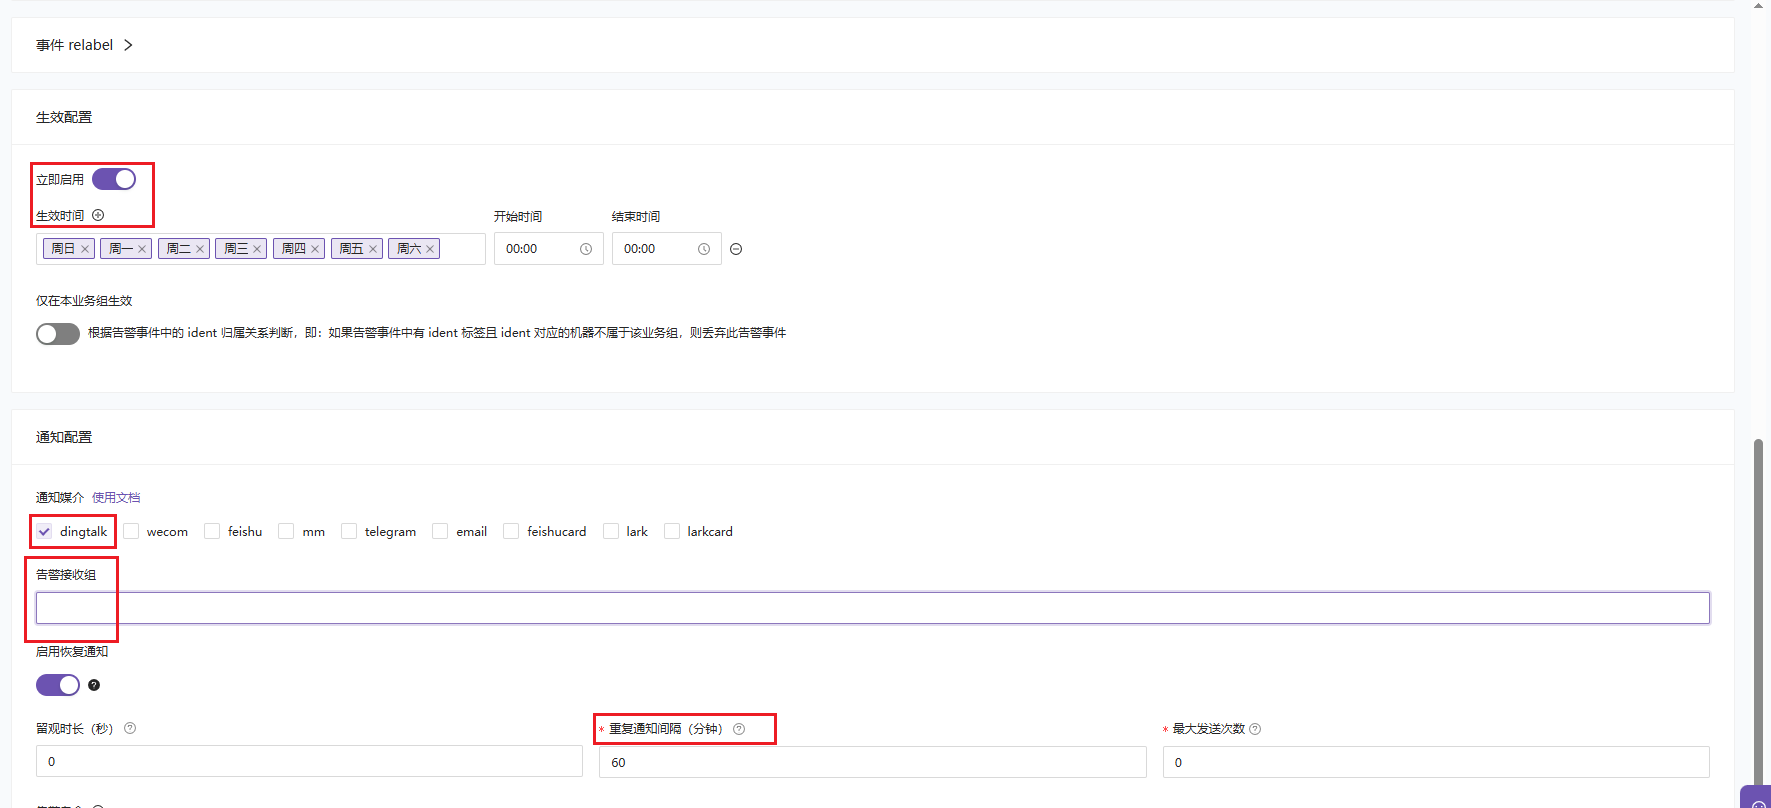 事件 relabel
生效配置
立即启用
生效时间 开始时间 结束时间
周日 周一 周二 周三 周四 周五 周六 00:00 00:00
仅在本业务组生效
根据告警事件中的 ident 归属关系判断，即：如果告警事件中有 ident 标签且 ident 对应的机器不属于该业务组，则丢弃此告警事件
通知配置
通知媒介 使用文档
dingtalk wecom feishu mm telegram email feishucard lark larkcard
告警接收组
启用恢复通知
留观时长（秒） * 重复通知间隔（分钟） * 最大发送次数
0 60 0